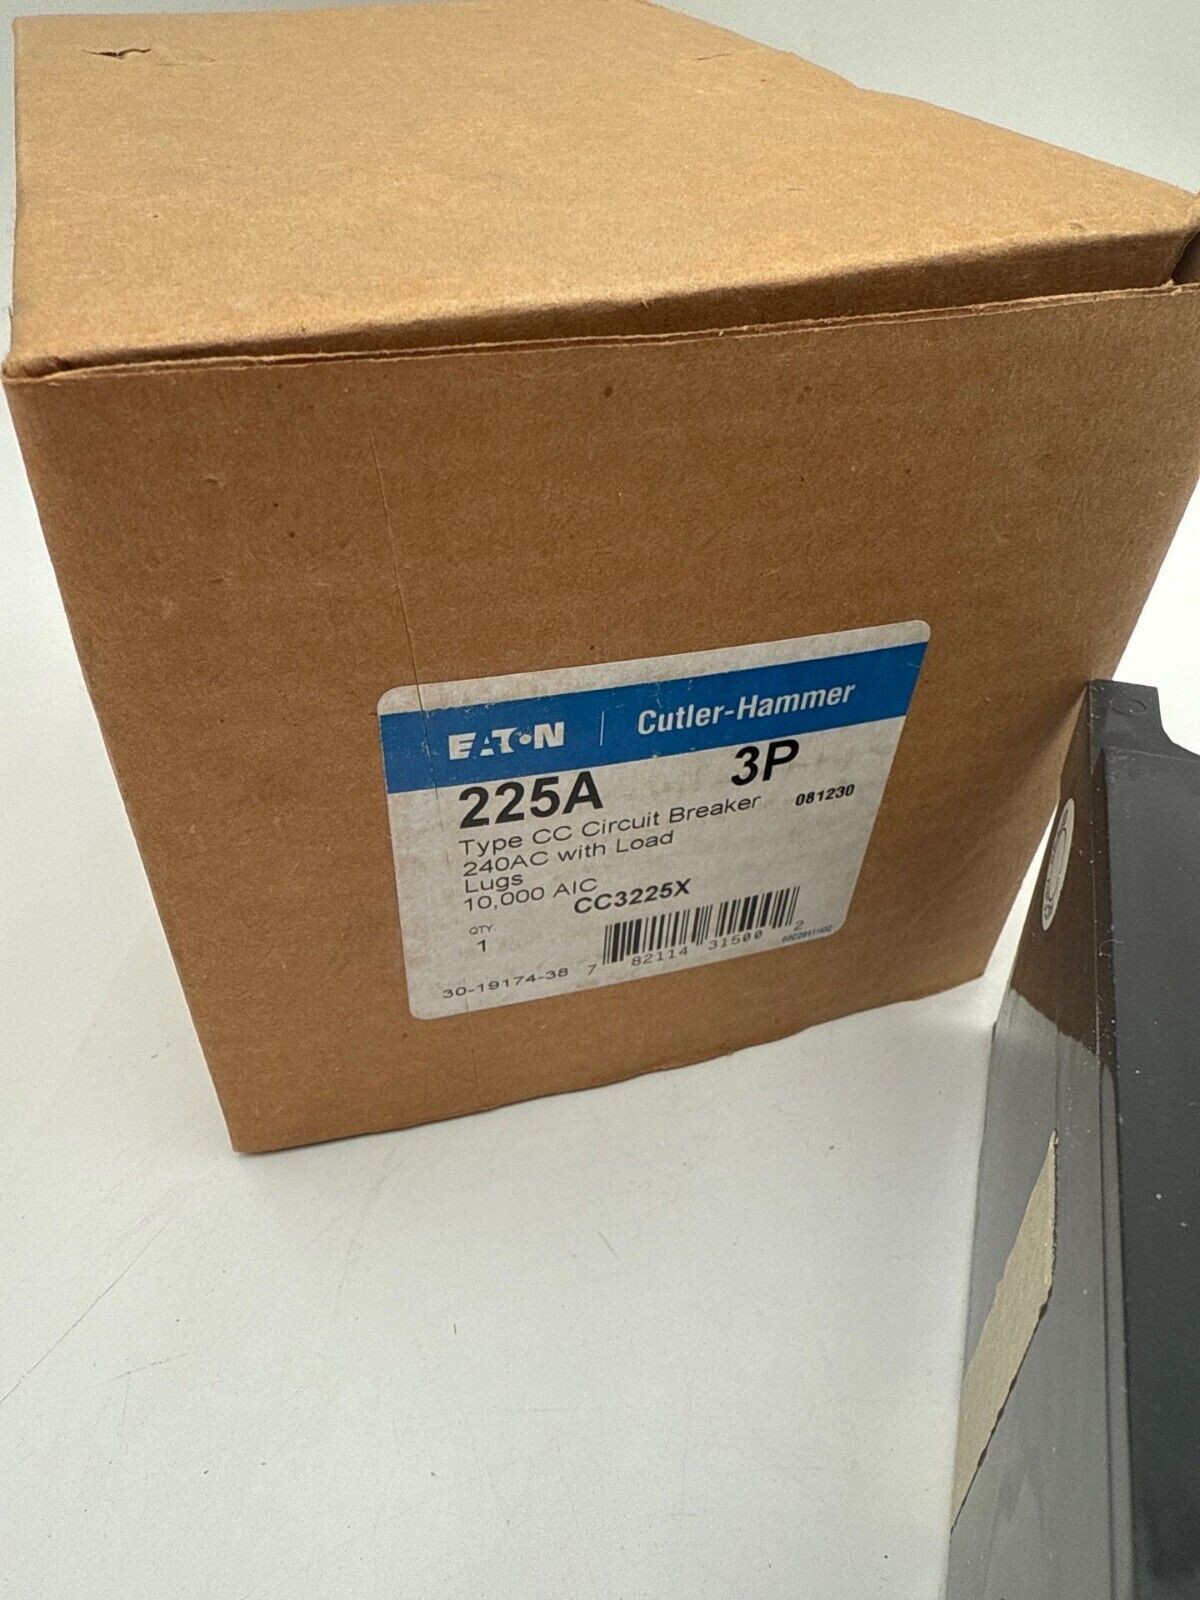 EATON | Cutler-Hammer
225A 3P
Type CC Circuit Breaker 081230
240AC with Load
Lugs
10,000 AIC CC3225X
QTY
1
30-19174-38 7 82114 31500 2